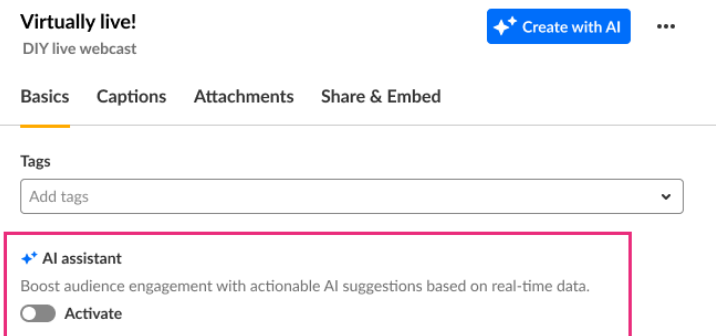 Virtually live!
Create with AI
DIY live webcast
Basics Captions Attachments Share & Embed
Tags
Add tags
AI assistant
Boost audience engagement with actionable AI suggestions based on real-time data.
Activate